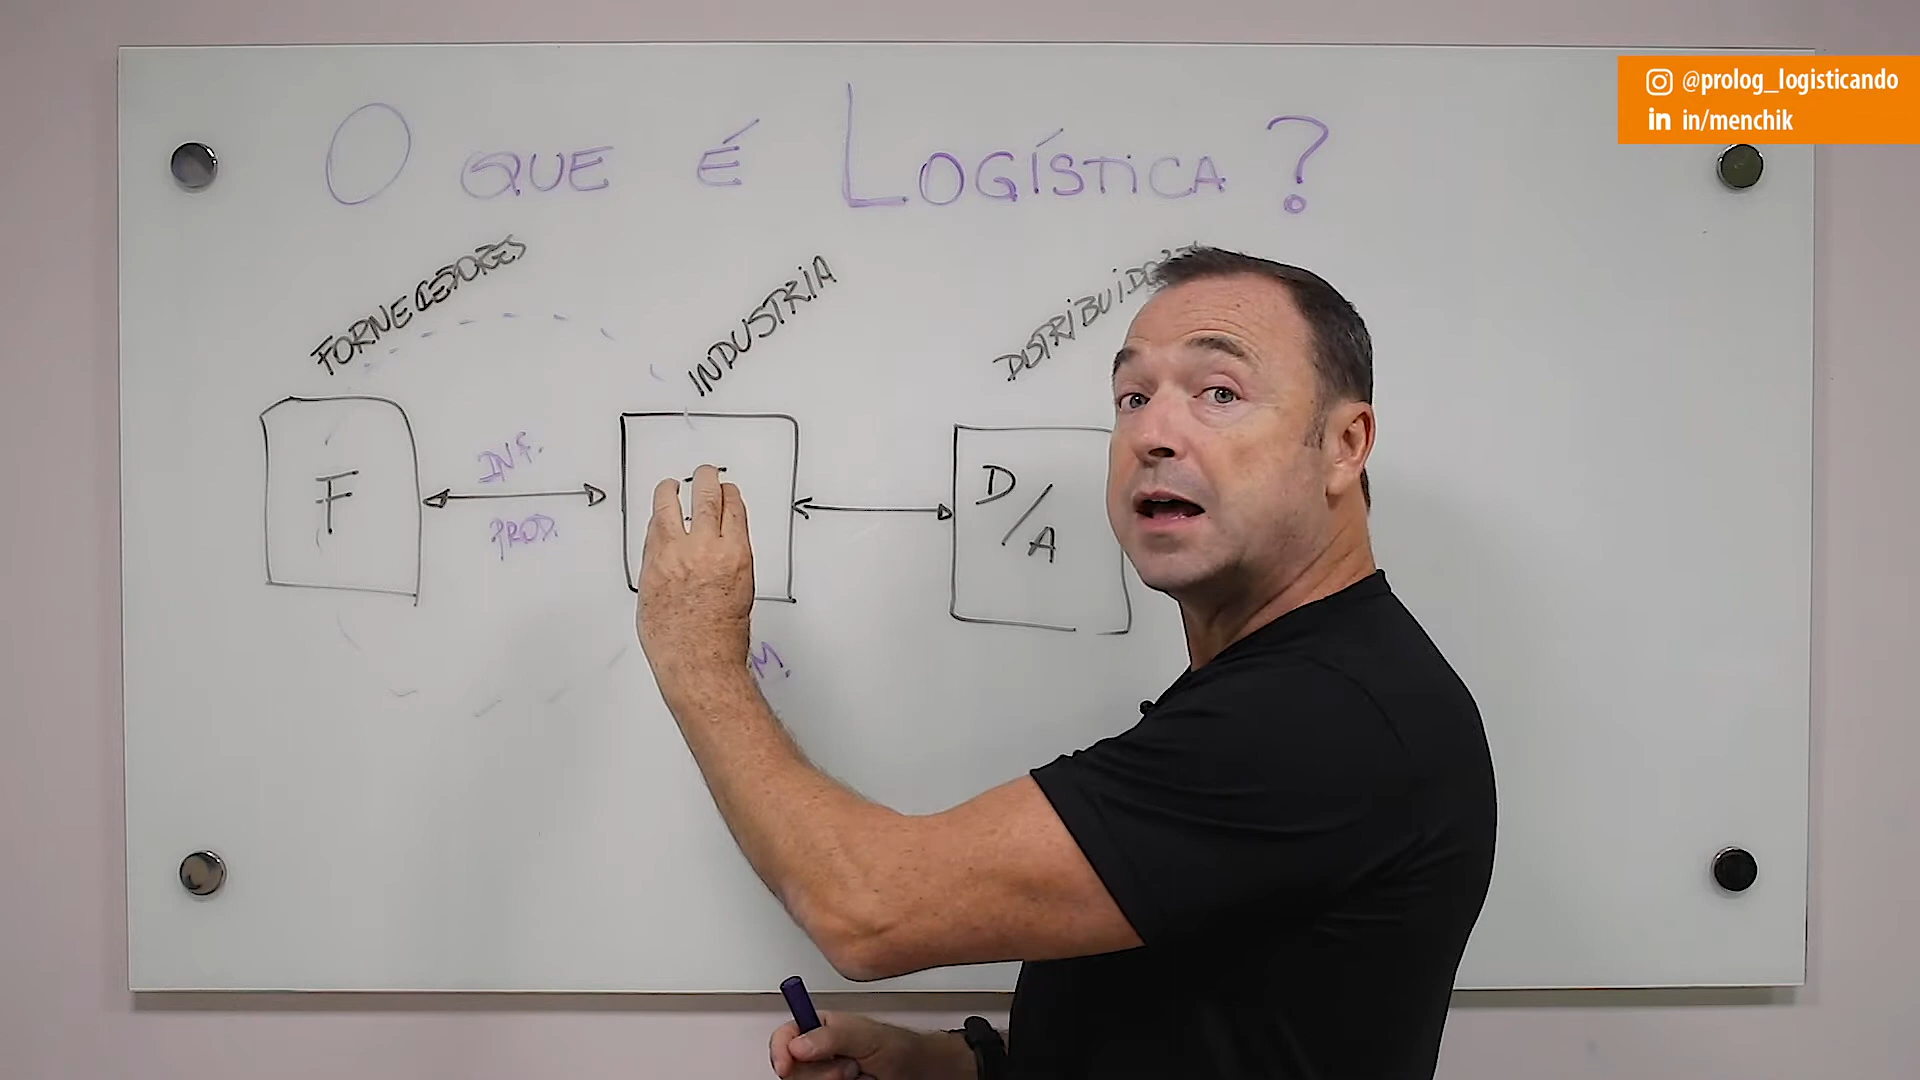 @prolog_logisticando
in/menchik
O QUE É LOGÍSTICA?
FORNECEDORES
INDUSTRIA
F
INF.
PROD.
D/A
M.